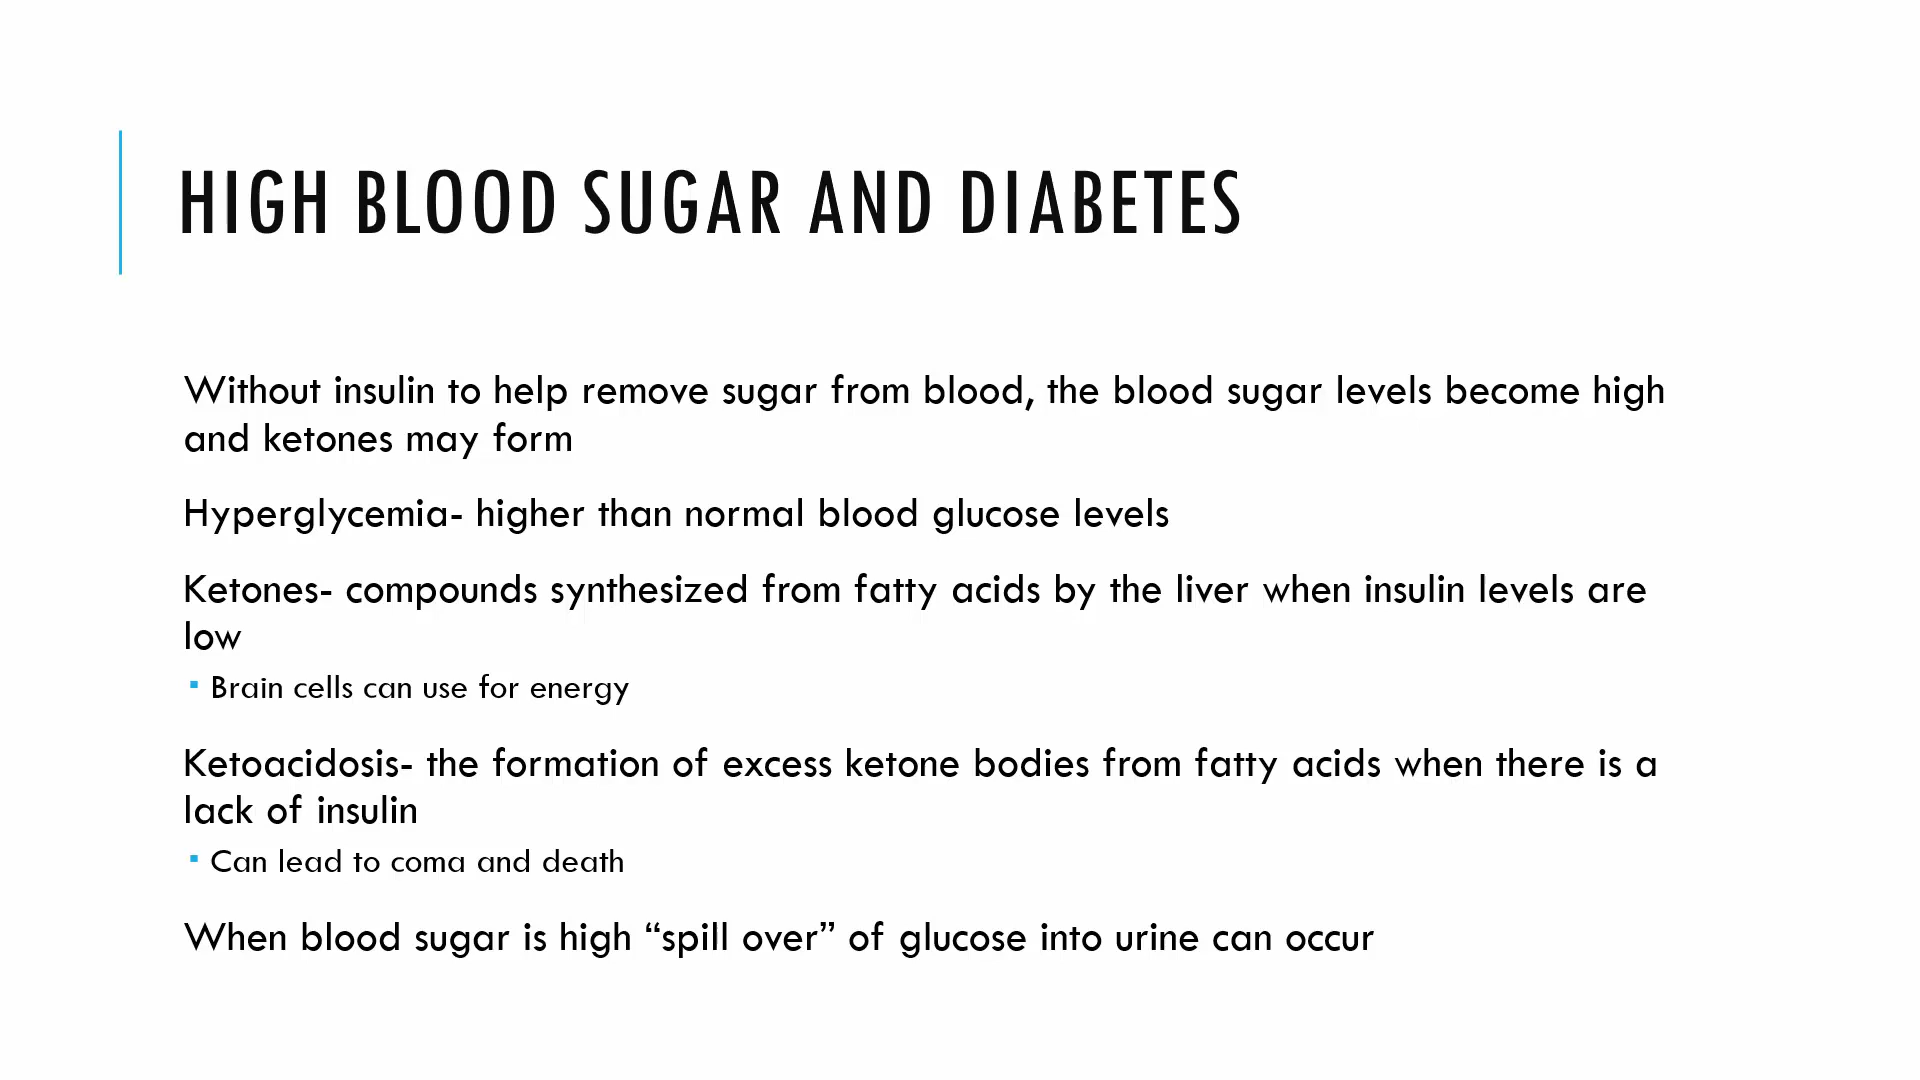 HIGH BLOOD SUGAR AND DIABETES
Without insulin to help remove sugar from blood, the blood sugar levels become high
and ketones may form
Hyperglycemia- higher than normal blood glucose levels
Ketones- compounds synthesized from fatty acids by the liver when insulin levels are
low
▪ Brain cells can use for energy
Ketoacidosis- the formation of excess ketone bodies from fatty acids when there is a
lack of insulin
▪ Can lead to coma and death
When blood sugar is high “spill over” of glucose into urine can occur